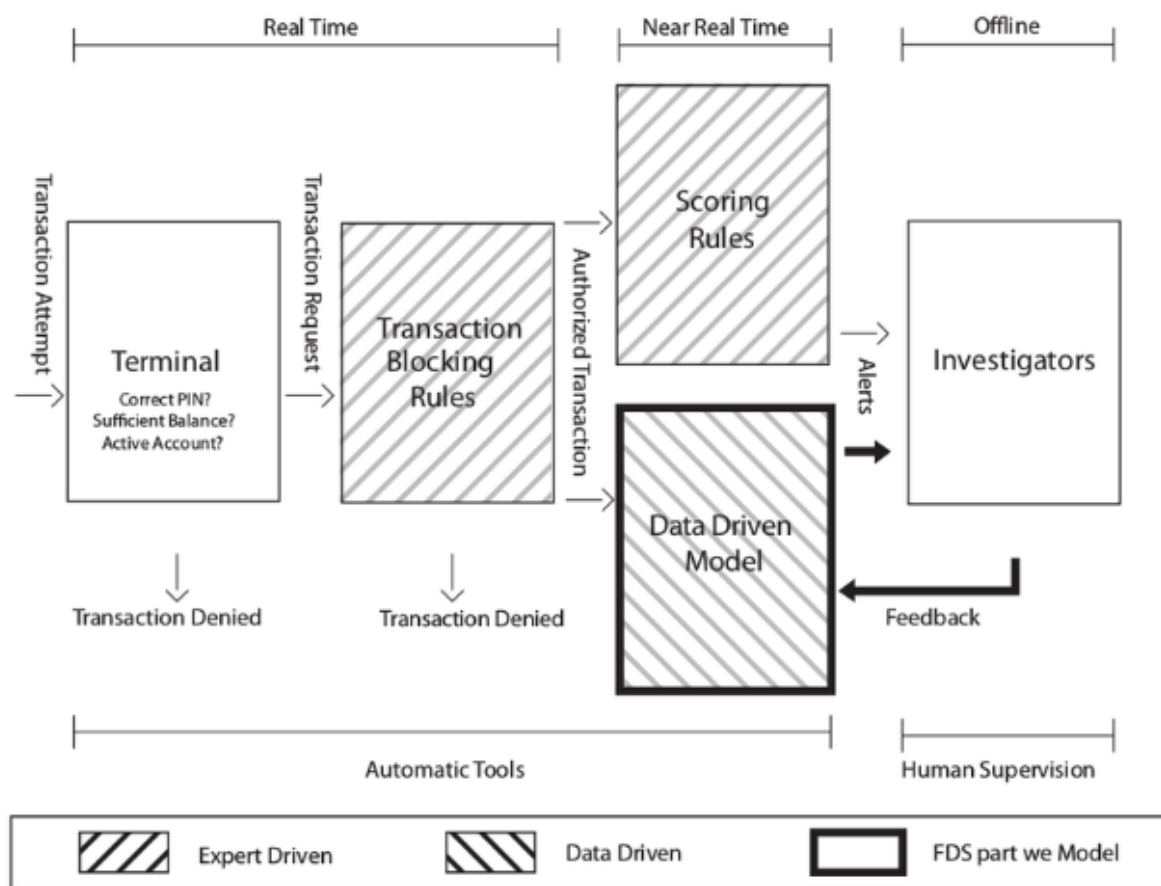 Real Time
Near Real Time
Offline
Transaction Attempt
Terminal
Correct PIN?
Sufficient Balance?
Active Account?
Transaction Request
Transaction
Blocking
Rules
Authorized Transaction
Scoring
Rules
Data Driven
Model
Alerts
Investigators
Transaction Denied
Transaction Denied
Feedback
Automatic Tools
Human Supervision
Expert Driven
Data Driven
FDS part we Model